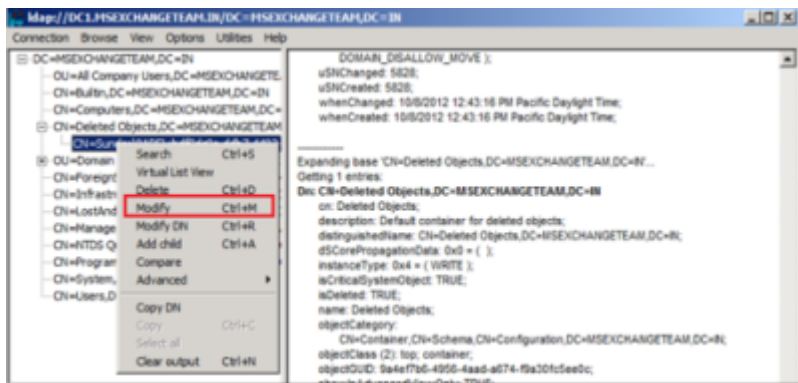 ldap://DC1.MSEXCHANGETEAM.IN/DC=MSEXCHANGETEAM,DC=IN
Connection Browse View Options Utilities Help
DC=MSEXCHANGETEAM,DC=IN
OU=All Company Users,DC=MSEXCHANGETE
CN=Builtin,DC=MSEXCHANGETEAM,DC=IN
CN=Computers,DC=MSEXCHANGETEAM,DC=
CN=Deleted Objects,DC=MSEXCHANGETEAM
OU=Domain
CN=Foreign
CN=Infrastr
CN=LostAnd
CN=Manage
CN=NTDS Q
CN=Program
CN=System,
CN=Users,D
Search Ctrl+S
Virtual List View
Delete Ctrl+D
Modify Ctrl+M
Modify DN Ctrl+R
Add child Ctrl+A
Compare
Advanced
Copy DN
Copy Ctrl+C
Select all
Clear output Ctrl+N
DOMAIN_DISALLOW_MOVE );
uSNChanged: 5828;
uSNCreated: 5828;
whenChanged: 10/8/2012 12:43:16 PM Pacific Daylight Time;
whenCreated: 10/8/2012 12:43:16 PM Pacific Daylight Time;
-----------
Expanding base 'CN=Deleted Objects,DC=MSEXCHANGETEAM,DC=IN'...
Getting 1 entries:
Dn: CN=Deleted Objects,DC=MSEXCHANGETEAM,DC=IN
cn: Deleted Objects;
description: Default container for deleted objects;
distinguishedName: CN=Deleted Objects,DC=MSEXCHANGETEAM,DC=IN;
dSCorePropagationData: 0x0 = ( );
instanceType: 0x4 = ( WRITE );
isCriticalSystemObject: TRUE;
isDeleted: TRUE;
name: Deleted Objects;
objectCategory:
CN=Container,CN=Schema,CN=Configuration,DC=MSEXCHANGETEAM,DC=IN;
objectClass (2): top; container;
objectGUID: 9a4ef7b6-4956-4aad-a674-f9a30fc5ee0c;